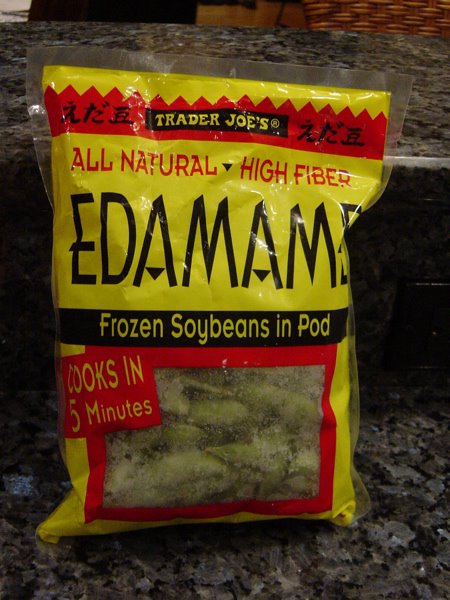 えだ豆 TRADER JOE'S® えだ豆
ALL NATURAL ▾ HIGH FIBER
EDAMAME
Frozen Soybeans in Pod
COOKS IN
5 Minutes